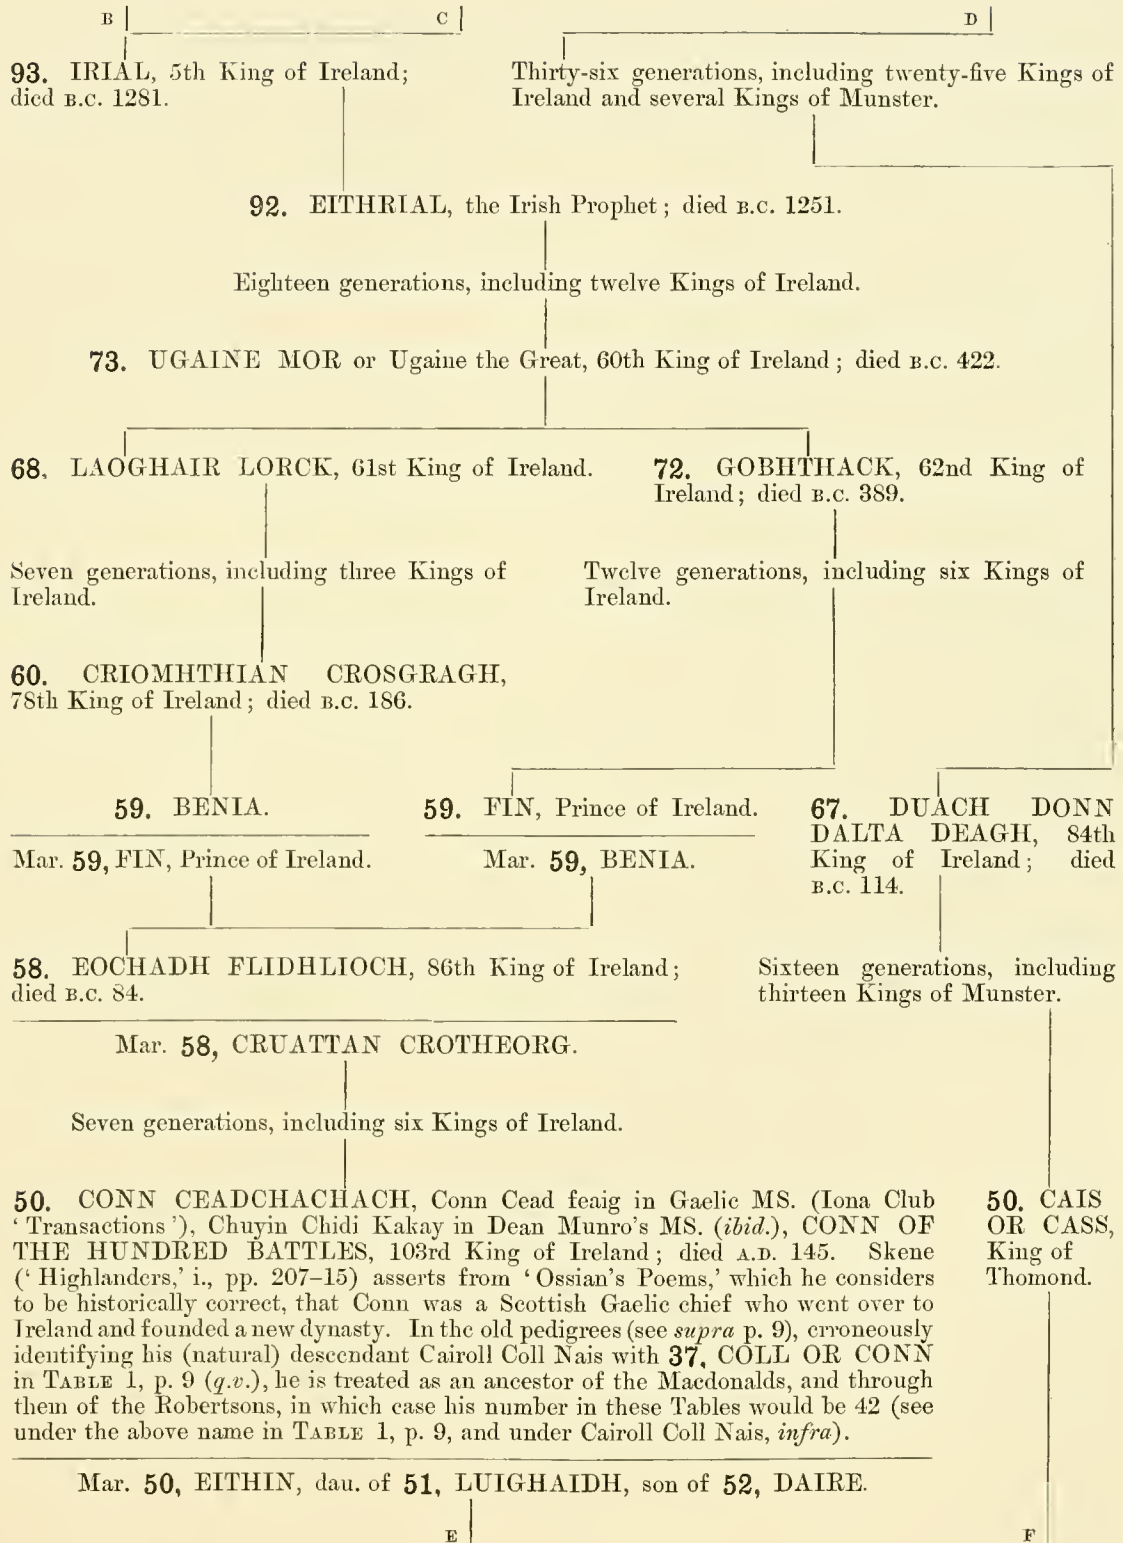 B C D
93. IRIAL, 5th King of Ireland;
died B.C. 1281.
Thirty-six generations, including twenty-five Kings of
Ireland and several Kings of Munster.
92. EITHRIAL, the Irish Prophet; died B.C. 1251.
Eighteen generations, including twelve Kings of Ireland.
73. UGAINE MOR or Ugaine the Great, 60th King of Ireland; died B.C. 422.
68, LAOGHAIR LORCK, 61st King of Ireland.
72. GOBHTHACK, 62nd King of
Ireland; died B.C. 389.
Seven generations, including three Kings of
Ireland.
Twelve generations, including six Kings of
Ireland.
60. CRIOMHTHIAN CROSGRAGH,
78th King of Ireland; died B.C. 186.
59. BENIA.
Mar. 59, FIN, Prince of Ireland.
59. FIN, Prince of Ireland.
Mar. 59, BENIA.
67. DUACH DONN
DALTA DEAGH, 84th
King of Ireland; died
B.C. 114.
58. EOCHADH FLIDHLIOCH, 86th King of Ireland;
died B.C. 84.
Mar. 58, CRUATTAN CROTHEORG.
Sixteen generations, including
thirteen Kings of Munster.
Seven generations, including six Kings of Ireland.
50. CONN CEADCHACHACH, Conn Cead feaig in Gaelic MS. (Iona Club
'Transactions'), Chuyin Chidi Kakay in Dean Munro's MS. (ibid.), CONN OF
THE HUNDRED BATTLES, 103rd King of Ireland; died A.D. 145. Skene
('Highlanders,' i., pp. 207–15) asserts from 'Ossian's Poems,' which he considers
to be historically correct, that Conn was a Scottish Gaelic chief who went over to
Ireland and founded a new dynasty. In the old pedigrees (see supra p. 9), erroneously
identifying his (natural) descendant Cairoll Coll Nais with 37, COLL OR CONN
in TABLE 1, p. 9 (q.v.), he is treated as an ancestor of the Macdonalds, and through
them of the Robertsons, in which case his number in these Tables would be 42 (see
under the above name in TABLE 1, p. 9, and under Cairoll Coll Nais, infra).
Mar. 50, EITHIN, dau. of 51, LUIGHAIDH, son of 52, DAIRE.
50. CAIS
OR CASS,
King of
Thomond.
E F